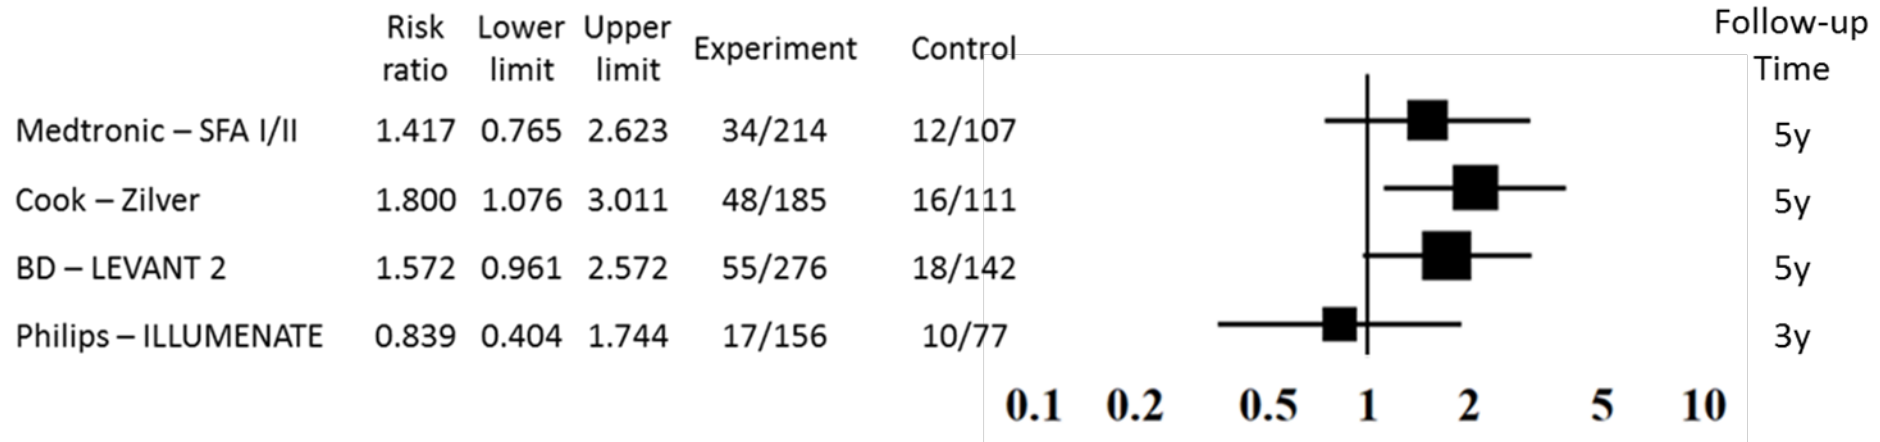 Risk ratio Lower limit Upper limit Experiment Control Follow-up Time
Medtronic – SFA I/II 1.417 0.765 2.623 34/214 12/107 5y
Cook – Zilver 1.800 1.076 3.011 48/185 16/111 5y
BD – LEVANT 2 1.572 0.961 2.572 55/276 18/142 5y
Philips – ILLUMENATE 0.839 0.404 1.744 17/156 10/77 3y
0.1 0.2 0.5 1 2 5 10